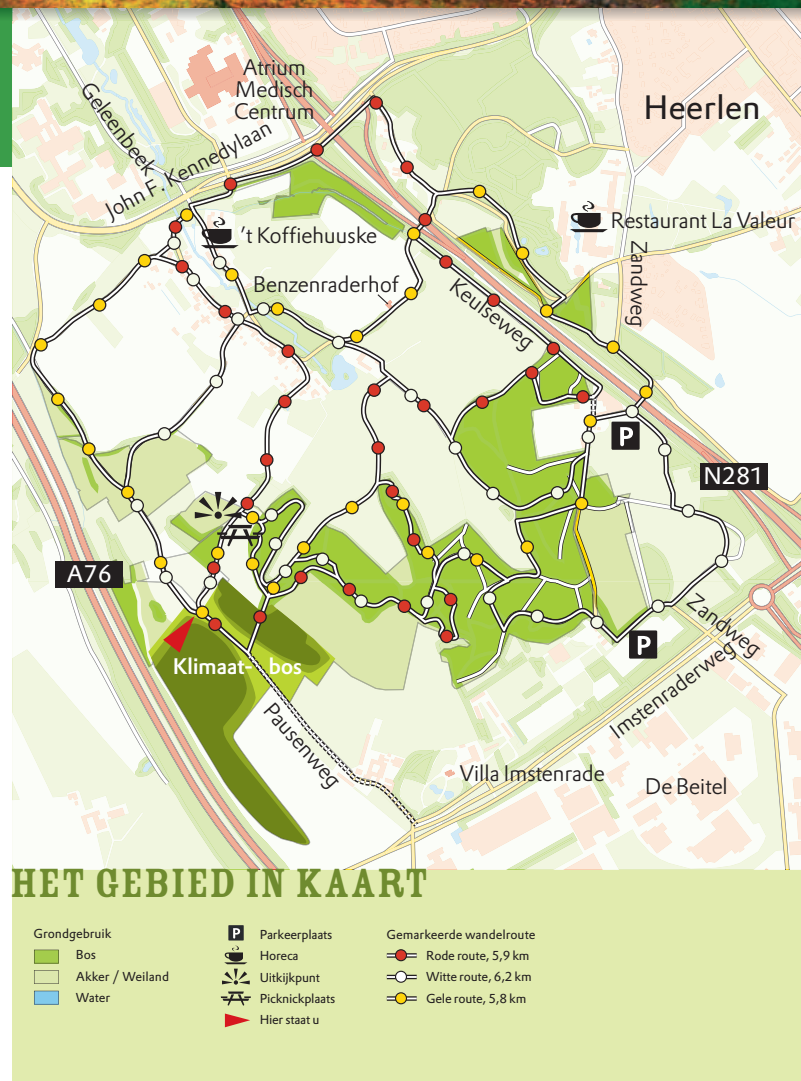 Atrium
Medisch
Centrum
Heerlen
Geleenbeek
John F. Kennedylaan
't Koffiehuuske
Restaurant La Valeur
Benzenraderhof
Keulseweg
Zandweg
P
N281
A76
Klimaat- bos
P
Zandweg
Imstenraderweg
Pausenweg
Villa Imstenrade
De Beitel
HET GEBIED IN KAART
Grondgebruik
Bos
Akker / Weiland
Water
P Parkeerplaats
Horeca
Uitkijkpunt
Picknickplaats
Hier staat u
Gemarkeerde wandelroute
Rode route, 5,9 km
Witte route, 6,2 km
Gele route, 5,8 km